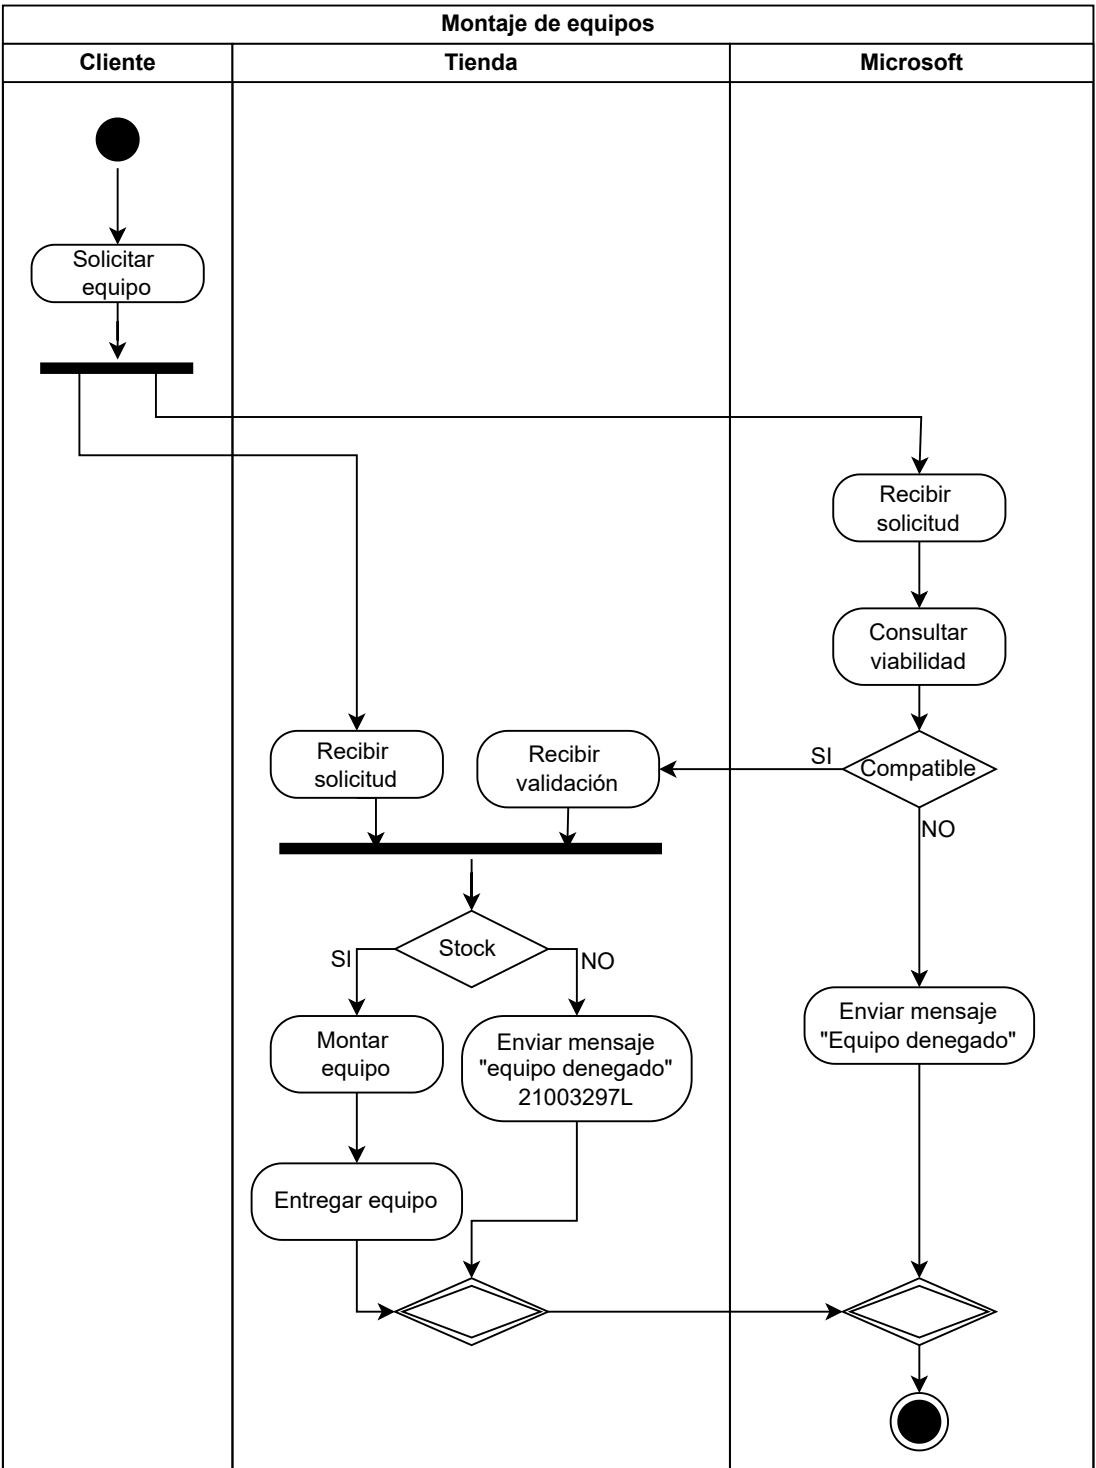 Montaje de equipos
Cliente
Tienda
Microsoft
Solicitar
equipo
Recibir
solicitud
Consultar
viabilidad
Compatible
SI
NO
Recibir
solicitud
Recibir
validación
Stock
SI
NO
Montar
equipo
Enviar mensaje
"equipo denegado"
21003297L
Enviar mensaje
"Equipo denegado"
Entregar equipo